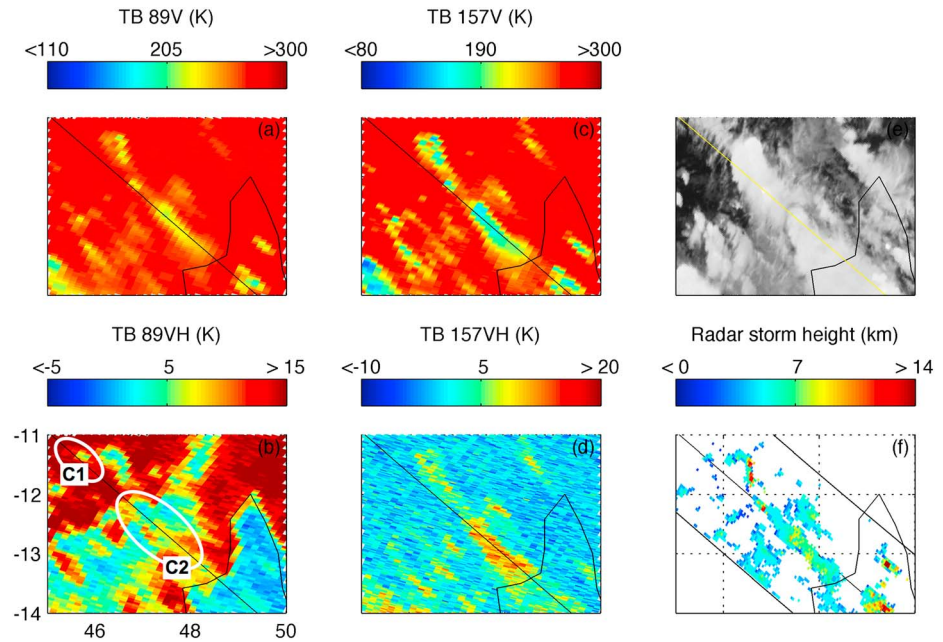 TB 89V (K)
<110 205 >300
TB 157V (K)
<80 190 >300
(a)
(c)
(e)
TB 89VH (K)
<-5 5 > 15
TB 157VH (K)
<-10 5 > 20
Radar storm height (km)
< 0 7 > 14
-11
-12
-13
-14
(b)
C1
C2
(d)
(f)
46 48 50